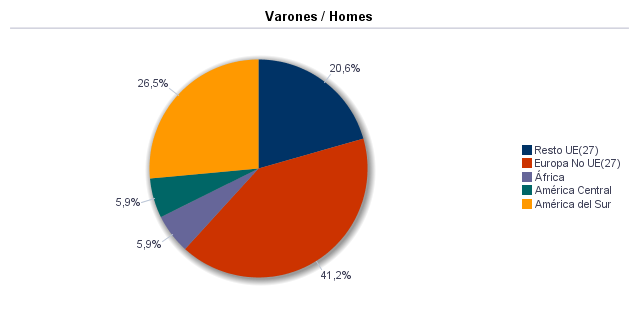 Varones / Homes
20,6%
26,5%
5,9%
5,9%
41,2%
Resto UE(27)
Europa No UE(27)
África
América Central
América del Sur